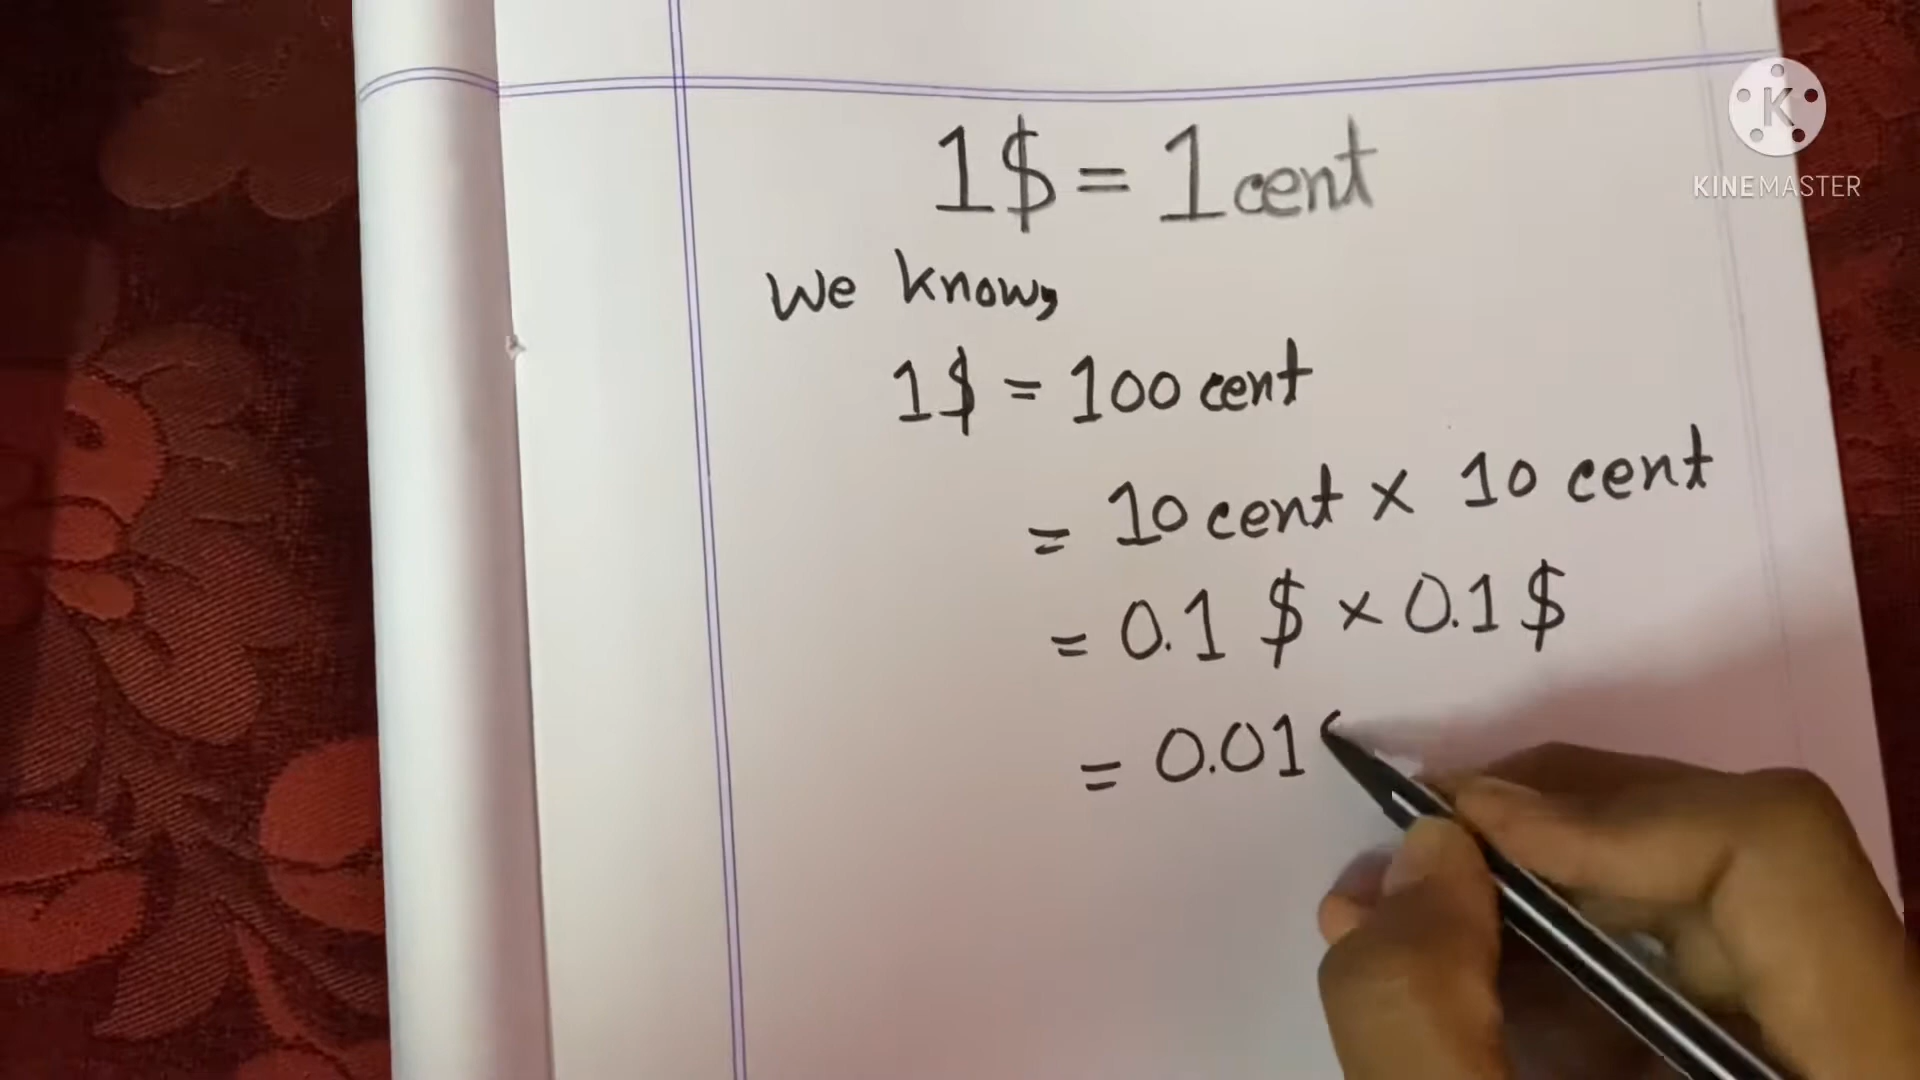 1$ = 1 cent
KINEMASTER
We know,
1$ = 100 cent
= 10 cent x 10 cent
= 0.1 $ x 0.1 $
= 0.01